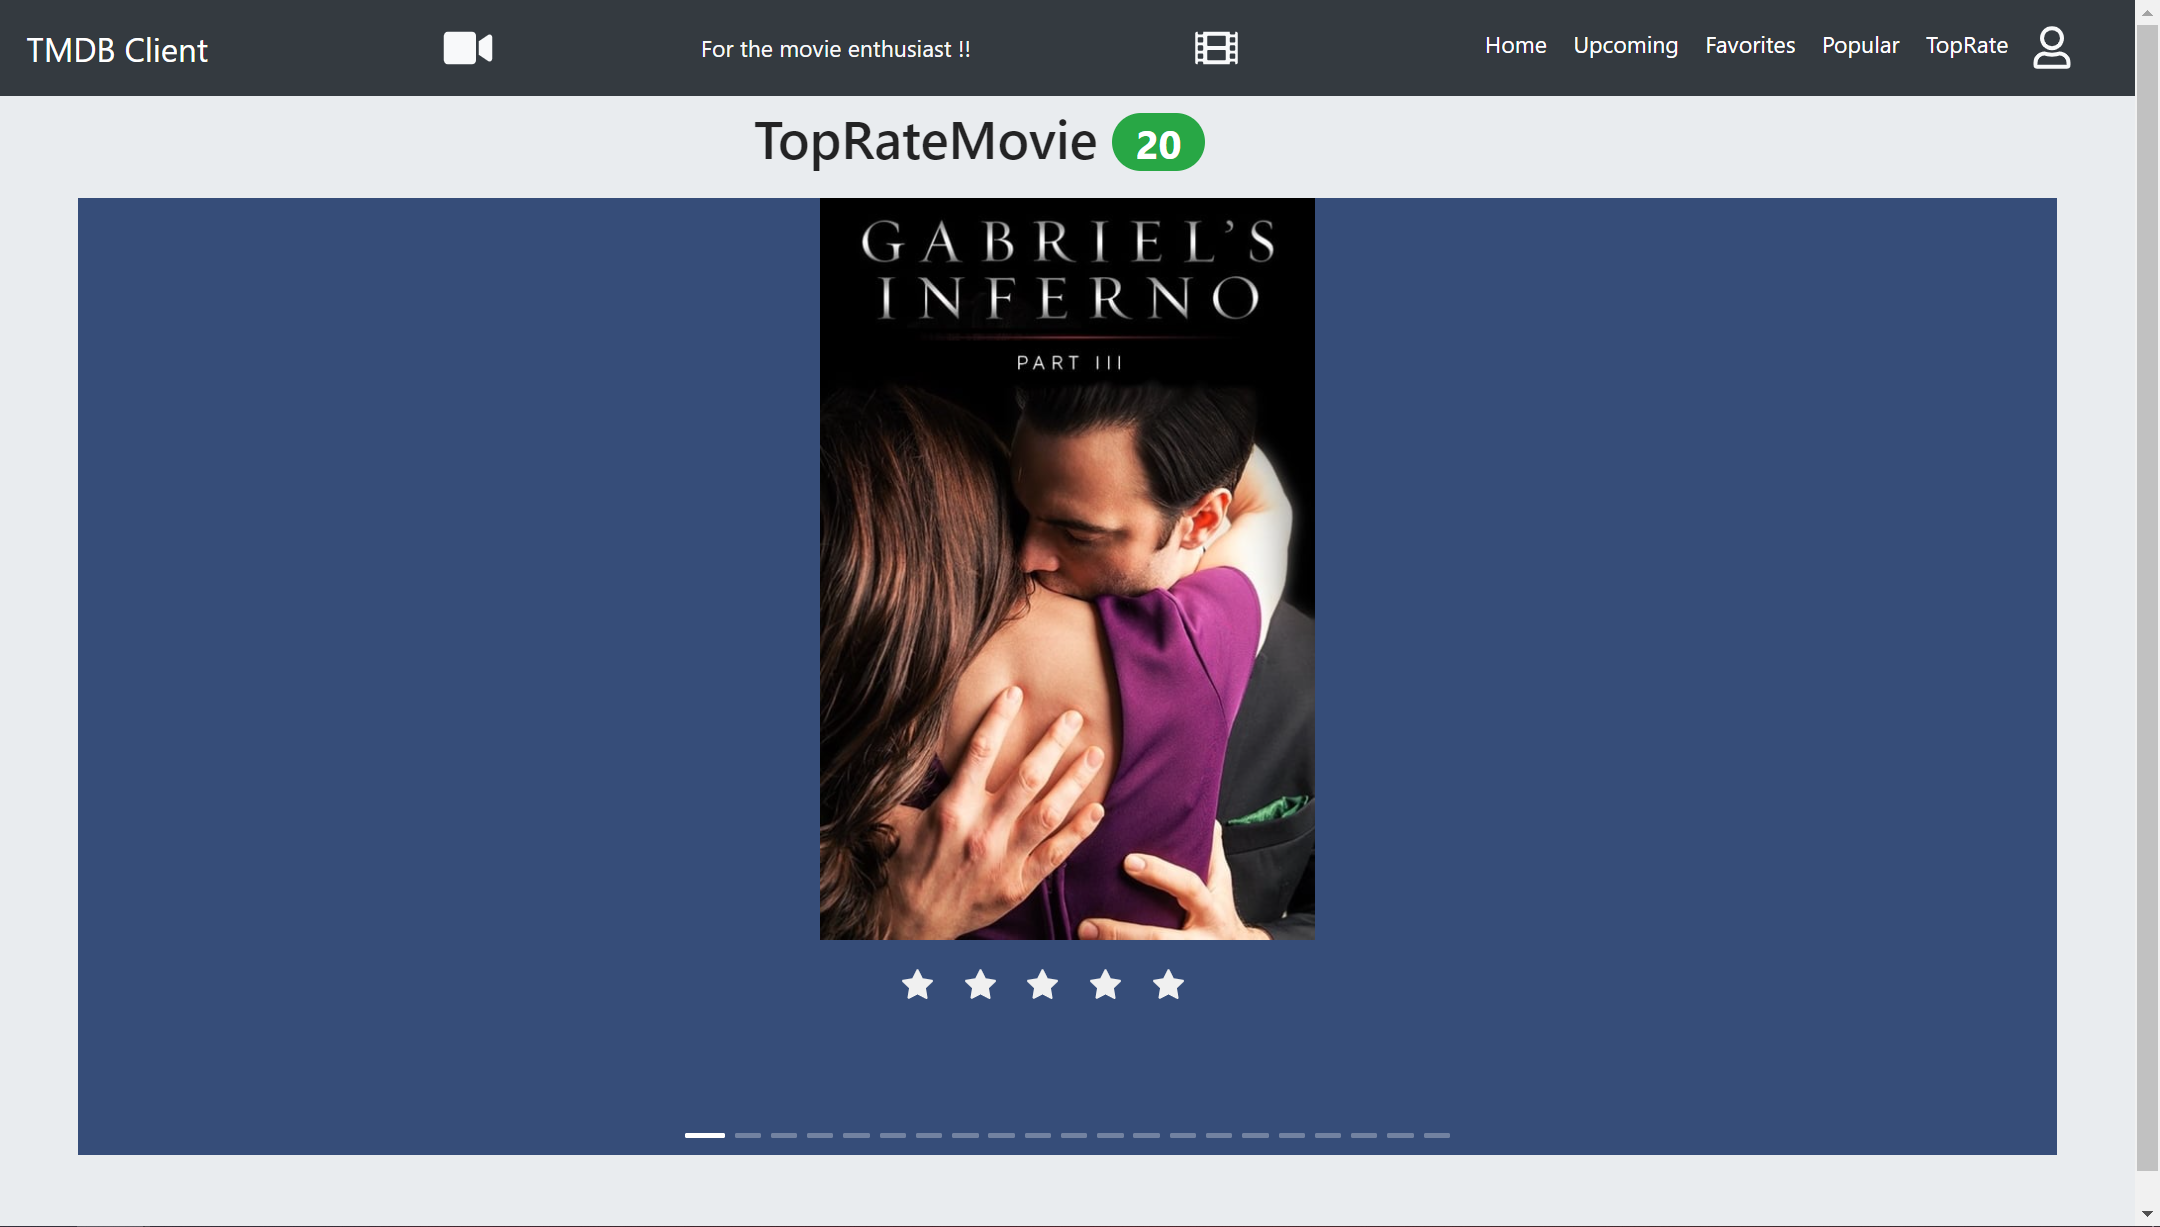 TMDB Client
For the movie enthusiast !!
Home Upcoming Favorites Popular TopRate
TopRateMovie 20
GABRIEL'S
INFERNO
PART III